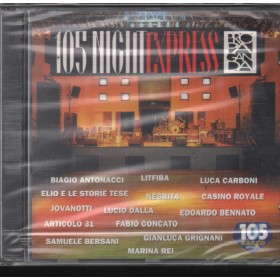 105 NIGHT EXPRESS
BIAGIO ANTONACCI
LITFIBA
LUCA CARBONI
ELIO E LE STORIE TESE
NEGRITA
CASINO ROYALE
JOVANOTTI
LUCIO DALLA
EDOARDO BENNATO
ARTICOLO 31
FABIO CONCATO
105
SAMUELE BERSANI
GIANLUCA GRIGNANI
MARINA REI